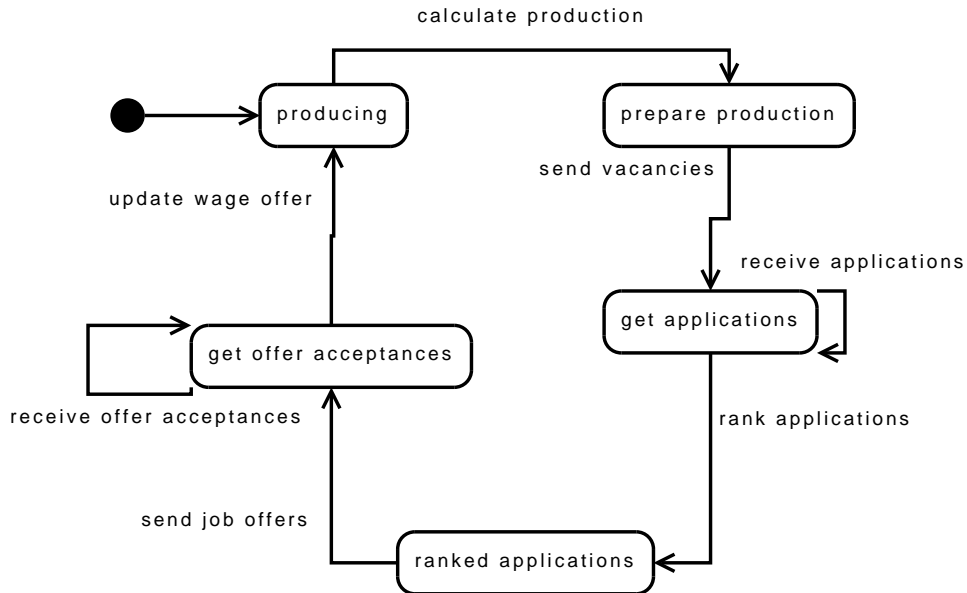 calculate production
producing
prepare production
send vacancies
update wage offer
receive applications
get applications
get offer acceptances
receive offer acceptances
rank applications
send job offers
ranked applications